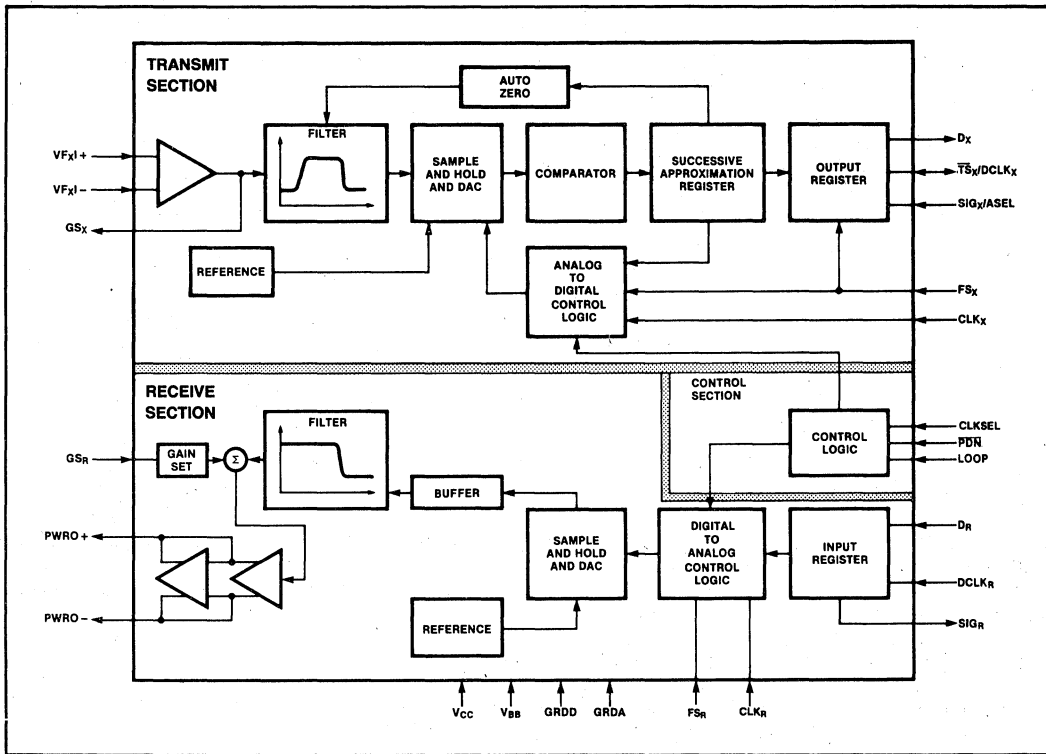 TRANSMIT
SECTION
AUTO
ZERO
FILTER
SAMPLE
AND HOLD
AND DAC
COMPARATOR
SUCCESSIVE
APPROXIMATION
REGISTER
OUTPUT
REGISTER
VFXI+
VFXI−
GSX
DX
TSX/DCLKX
SIGX/ASEL
REFERENCE
ANALOG
TO
DIGITAL
CONTROL
LOGIC
FSX
CLKX
RECEIVE
SECTION
CONTROL
SECTION
FILTER
GSR
GAIN
SET
Σ
BUFFER
CONTROL
LOGIC
CLKSEL
PDN
LOOP
PWRO+
PWRO−
SAMPLE
AND HOLD
AND DAC
DIGITAL
TO
ANALOG
CONTROL
LOGIC
INPUT
REGISTER
DR
DCLKR
SIGR
REFERENCE
VCC
VBB
GRDD
GRDA
FSR
CLKR